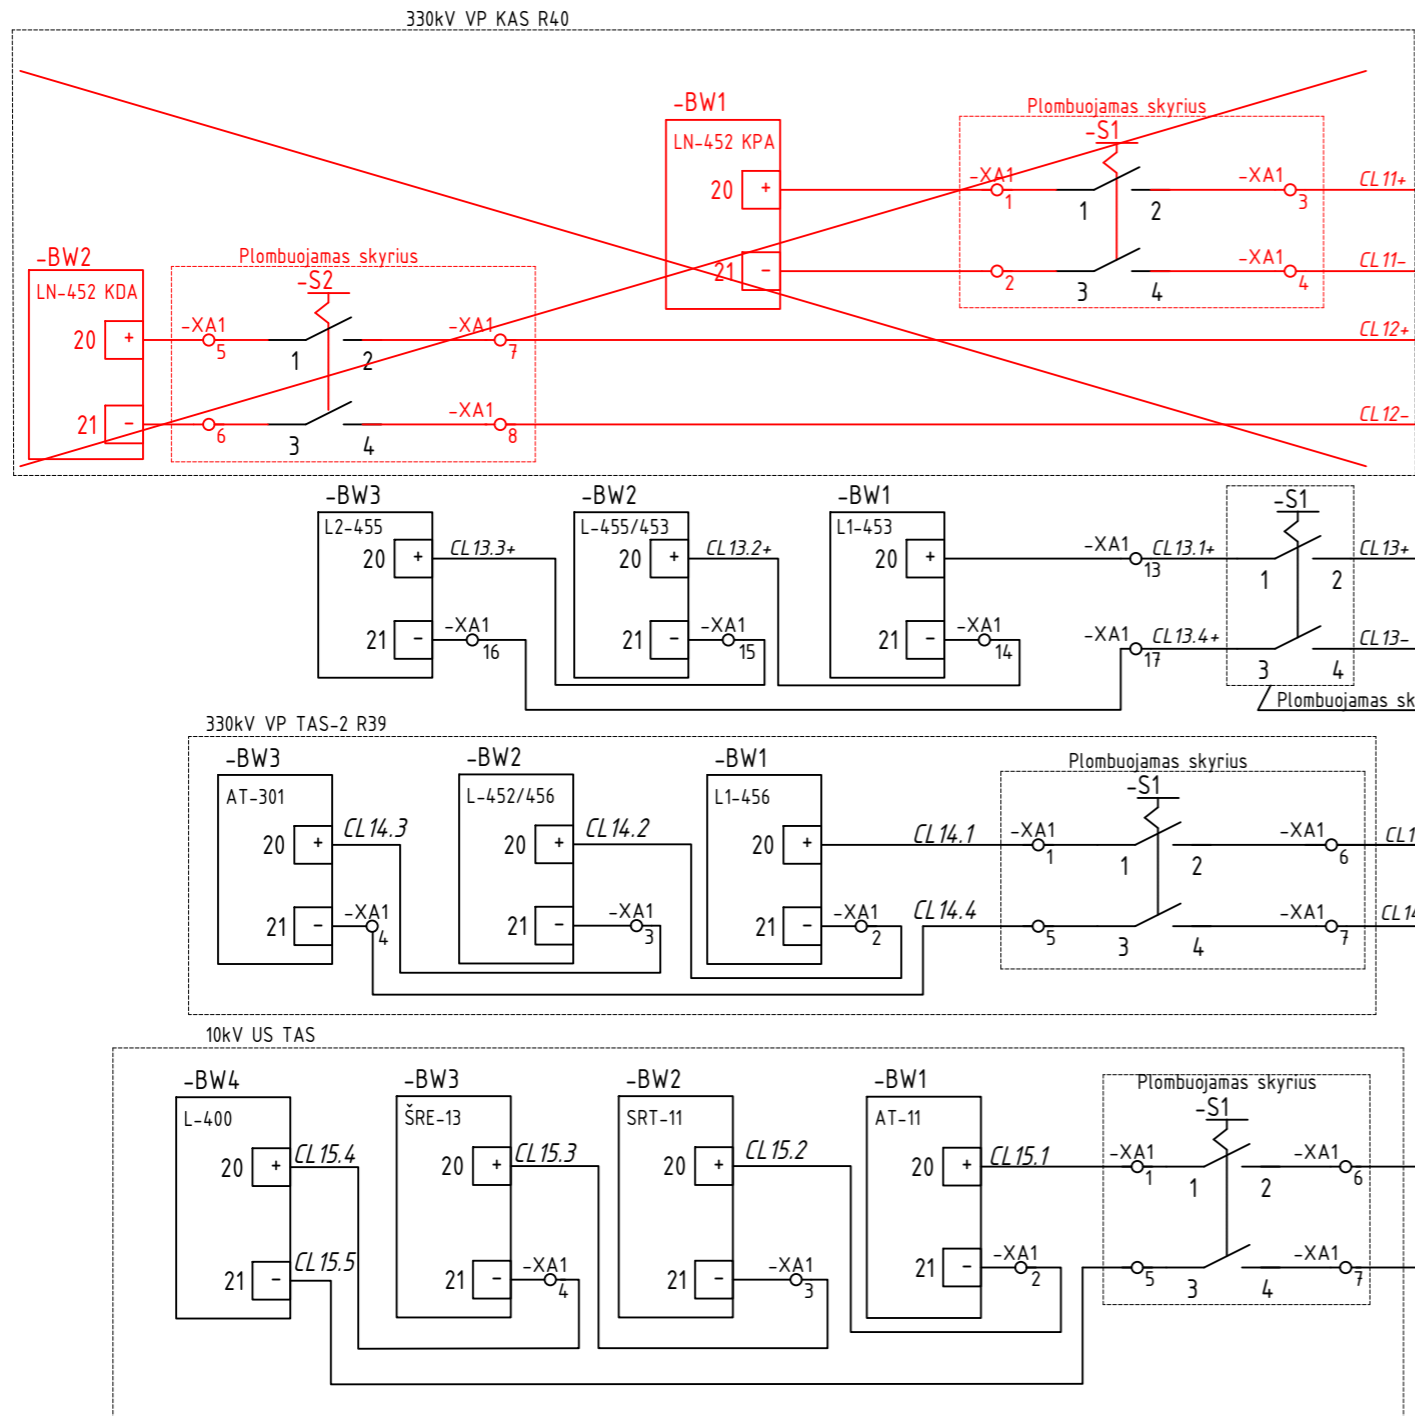 330kV VP KAS R40
-BW1
LN-452 KPA
20 +
21 -
Plombuojamas skyrius
-S1
-XA1 1 1 2 -XA1 3 CL11+
2 3 4 -XA1 4 CL11-
-BW2
LN-452 KDA
20 +
21 -
Plombuojamas skyrius
-S2
-XA1 5 1 2 -XA1 7 CL12+
6 3 4 -XA1 8 CL12-
-BW3 -BW2 -BW1
L2-455 L-455/453 L1-453
-S1
20 + CL13.3+ 20 + CL13.2+ 20 + -XA1 13 CL13.1+ 1 2 CL13+
21 - -XA1 16 21 - -XA1 15 21 - -XA1 14 -XA1 17 CL13.4+ 3 4 CL13-
Plombuojamas sk
330kV VP TAS-2 R39
-BW3 -BW2 -BW1
AT-301 L-452/456 L1-456
Plombuojamas skyrius
-S1
20 + CL14.3 20 + CL14.2 20 + CL14.1 -XA1 1 1 2 -XA1 6 CL1
21 - -XA1 4 21 - -XA1 3 21 - -XA1 2 CL14.4 5 3 4 -XA1 7 CL14
10kV US TAS
-BW4 -BW3 -BW2 -BW1
L-400 ŠRE-13 SRT-11 AT-11
Plombuojamas skyrius
-S1
20 + CL15.4 20 + CL15.3 20 + CL15.2 20 + CL15.1 -XA1 1 1 2 -XA1 6
21 - CL15.5 21 - -XA1 4 21 - -XA1 3 21 - -XA1 2 5 3 4 -XA1 7